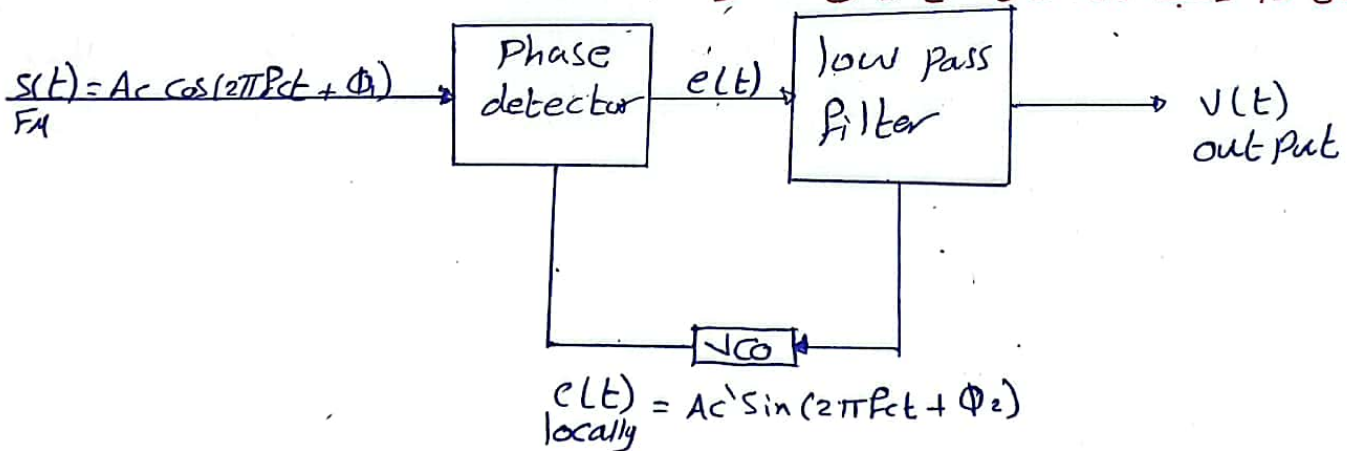 S(t) = Ac Cos(2πfct + Φ1)
FM
Phase
detector
e(t)
low pass
filter
V(t)
out put
VCO
c(t) = Ac` Sin(2πfct + Φ2)
locally